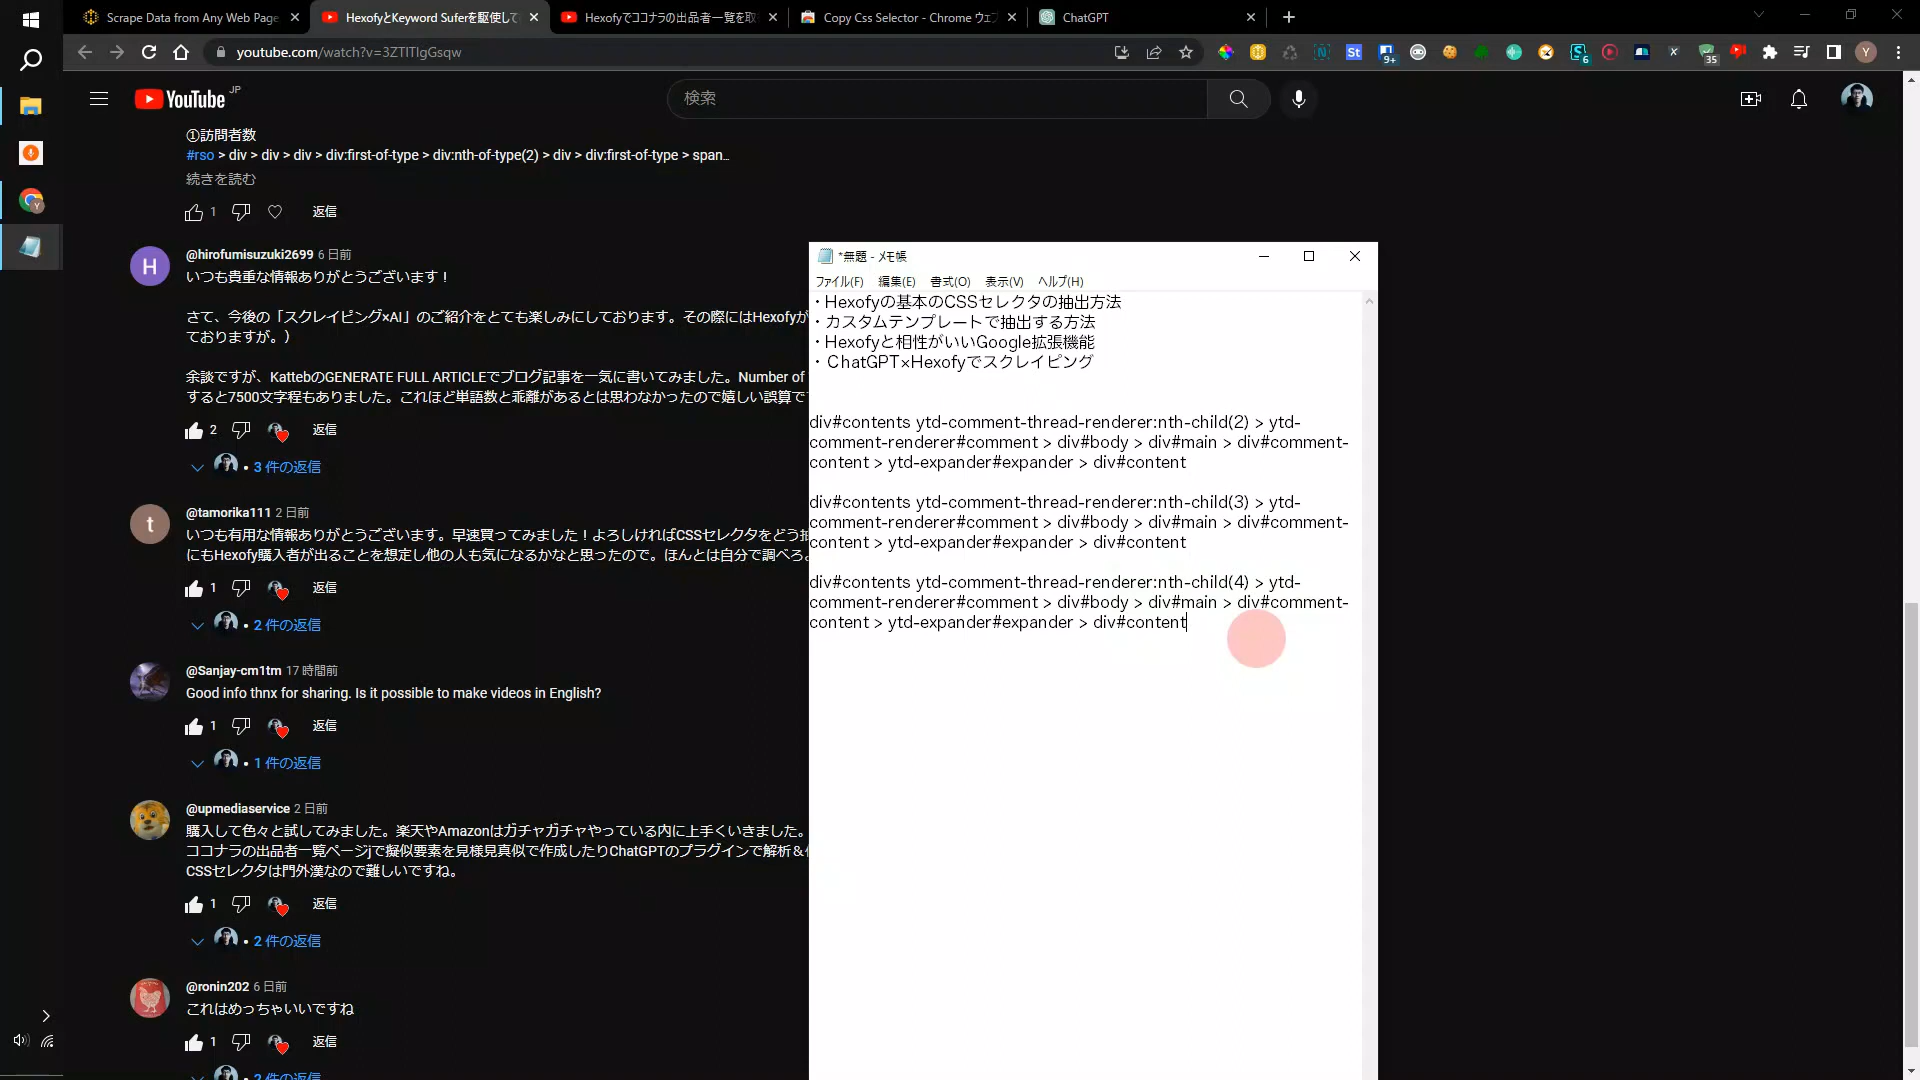 Scrape Data from Any Web Page
HexofyとKeyword Suferを駆使して
Hexofyでココナラの出品者一覧を取
Copy Css Selector - Chrome ウェブ
ChatGPT
youtube.com/watch?v=3ZTlTlgGsqw
YouTube JP
検索
①訪問者数
#rso > div > div > div > div:first-of-type > div:nth-of-type(2) > div > div:first-of-type > span...
続きを読む
1 返信
@hirofumisuzuki2699 6 日前
いつも貴重な情報ありがとうございます！
さて、今後の「スクレイピング×AI」のご紹介をとても楽しみにしております。その際にはHexofyが
ておりますが。）
余談ですが、KattebのGENERATE FULL ARTICLEでブログ記事を一気に書いてみました。Number of
すると7500文字程もありました。これほど単語数と乖離があるとは思わなかったので嬉しい誤算で
2 返信
• 3 件の返信
@tamorika111 2 日前
いつも有用な情報ありがとうございます。早速買ってみました！よろしければCSSセレクタをどう抽
にもHexofy購入者が出ることを想定し他の人も気になるかなと思ったので。ほんとは自分で調べろ
1 返信
• 2 件の返信
@Sanjay-cm1tm 17 時間前
Good info thnx for sharing. Is it possible to make videos in English?
1 返信
• 1 件の返信
@upmediaservice 2 日前
購入して色々と試してみました。楽天やAmazonはガチャガチャやっている内に上手くいきました。
ココナラの出品者一覧ページjで擬似要素を見様見真似で作成したりChatGPTのプラグインで解析＆
CSSセレクタは門外漢なので難しいですね。
1 返信
• 2 件の返信
@ronin202 6 日前
これはめっちゃいいですね
1 返信
• 2 件の返信
*無題 - メモ帳
ファイル(F) 編集(E) 書式(O) 表示(V) ヘルプ(H)
・Hexofyの基本のCSSセレクタの抽出方法
・カスタムテンプレートで抽出する方法
・Hexofyと相性がいいGoogle拡張機能
・ChatGPT×Hexofyでスクレイピング
div#contents ytd-comment-thread-renderer:nth-child(2) > ytd-
comment-renderer#comment > div#body > div#main > div#comment-
content > ytd-expander#expander > div#content
div#contents ytd-comment-thread-renderer:nth-child(3) > ytd-
comment-renderer#comment > div#body > div#main > div#comment-
content > ytd-expander#expander > div#content
div#contents ytd-comment-thread-renderer:nth-child(4) > ytd-
comment-renderer#comment > div#body > div#main > div#comment-
content > ytd-expander#expander > div#content